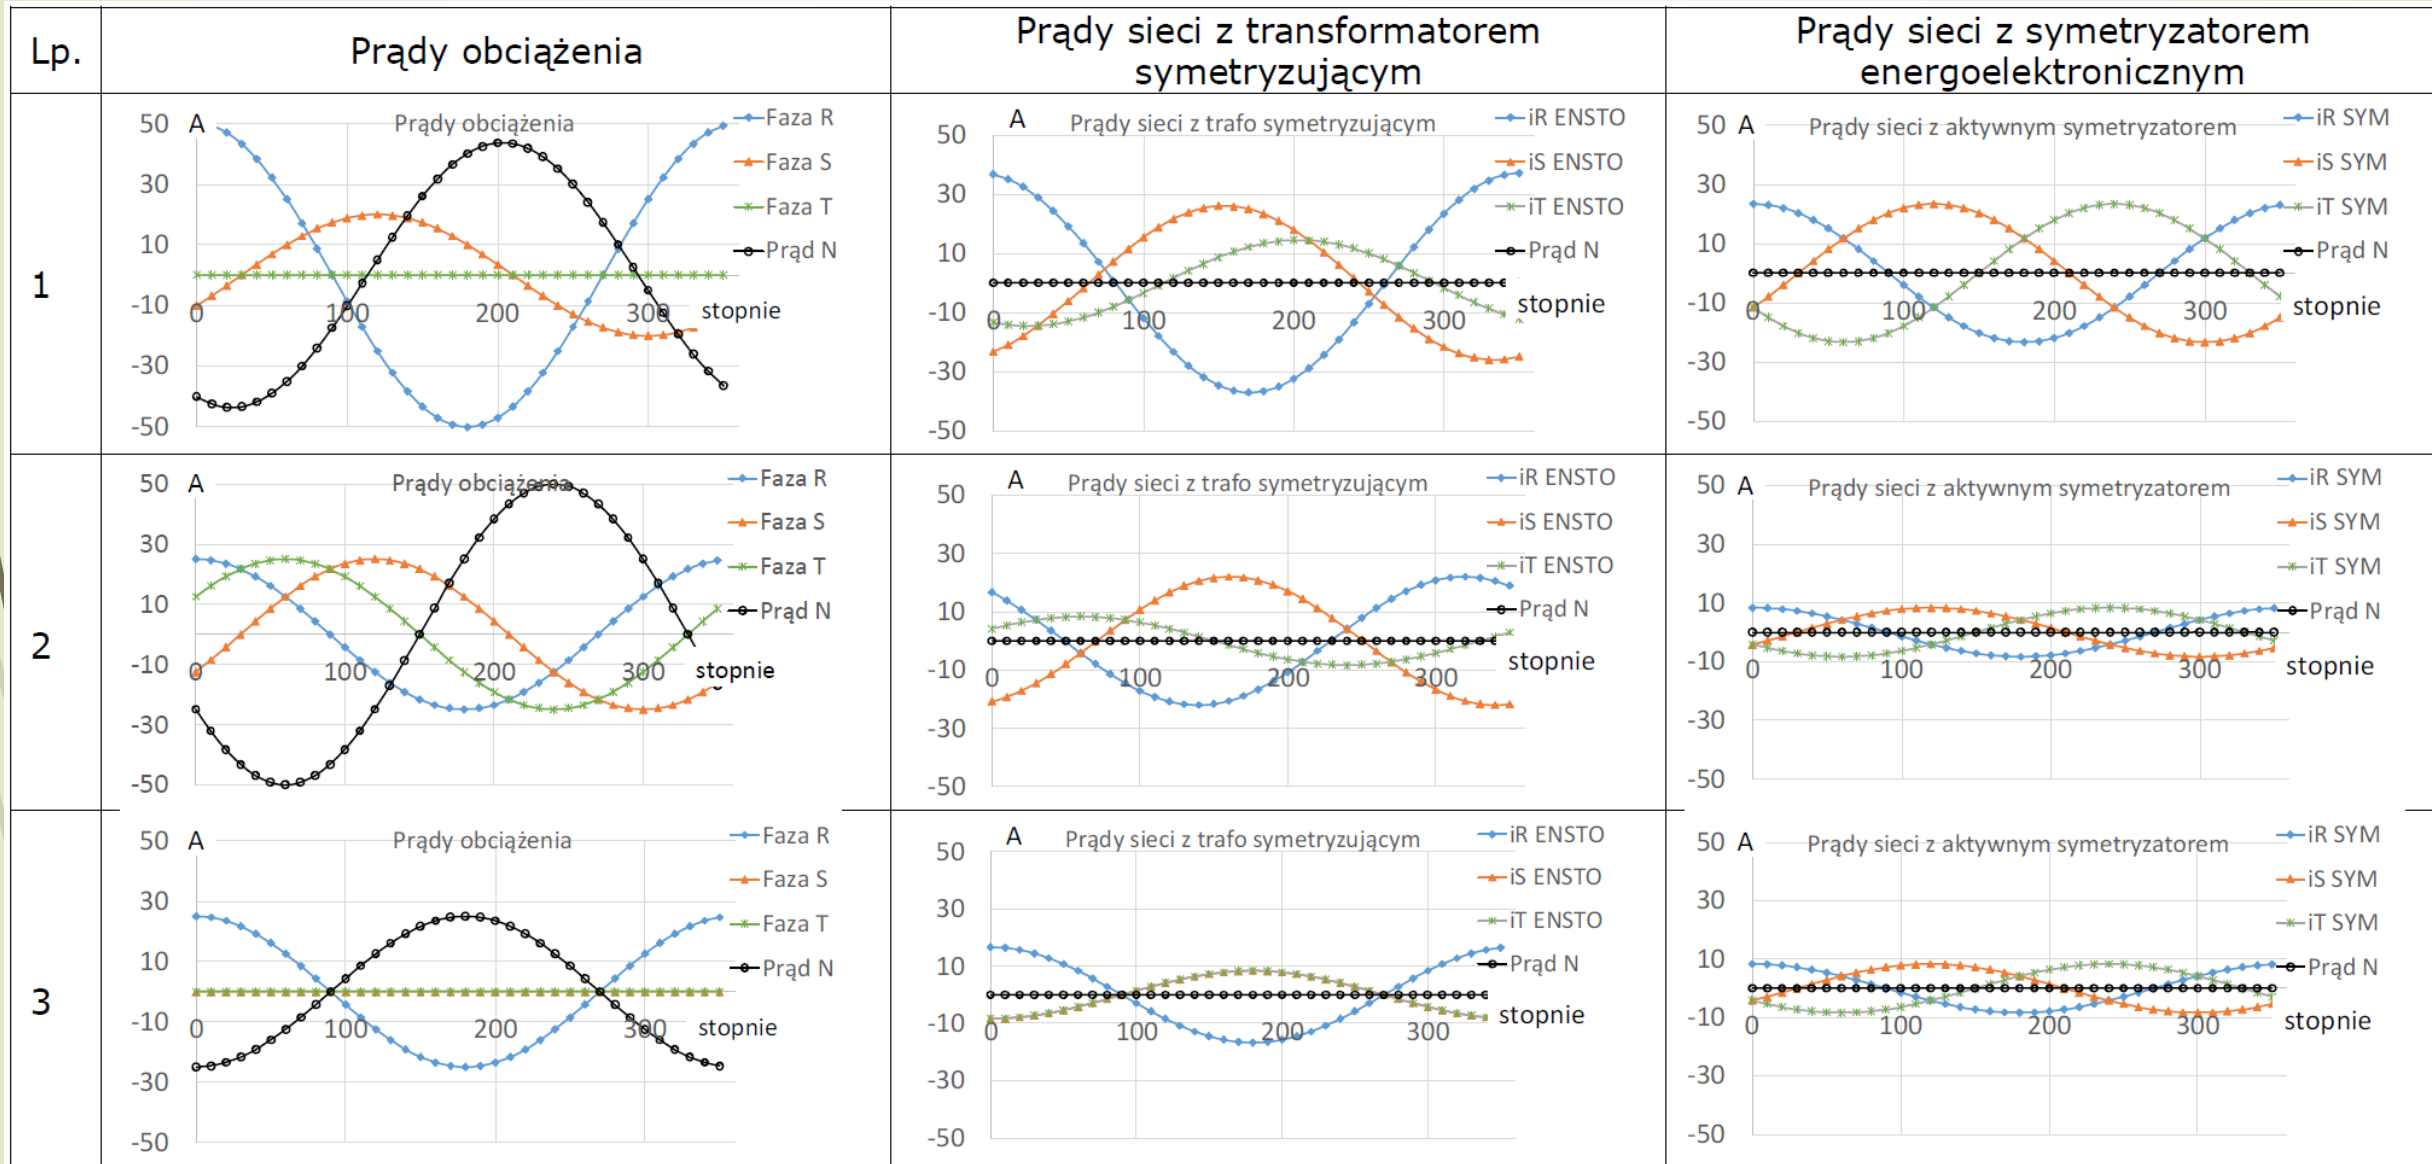 Lp.
Prądy obciążenia
Prądy sieci z transformatorem
symetryzującym
Prądy sieci z symetryzatorem
energoelektronicznym
1
A
Prądy obciążenia
50
30
10
-10
-30
-50
0
100
200
300
stopnie
Faza R
Faza S
Faza T
Prąd N
A
Prądy sieci z trafo symetryzującym
50
30
10
-10
-30
-50
0
100
200
300
stopnie
iR ENSTO
iS ENSTO
iT ENSTO
Prąd N
A
Prądy sieci z aktywnym symetryzatorem
50
30
10
-10
-30
-50
0
100
200
300
stopnie
iR SYM
iS SYM
iT SYM
Prąd N
2
A
Prądy obciążenia
50
30
10
-10
-30
-50
0
100
200
300
stopnie
Faza R
Faza S
Faza T
Prąd N
A
Prądy sieci z trafo symetryzującym
50
30
10
-10
-30
-50
0
100
200
300
stopnie
iR ENSTO
iS ENSTO
iT ENSTO
Prąd N
A
Prądy sieci z aktywnym symetryzatorem
50
30
10
-10
-30
-50
0
100
200
300
stopnie
iR SYM
iS SYM
iT SYM
Prąd N
3
A
Prądy obciążenia
50
30
10
-10
-30
-50
0
100
200
300
stopnie
Faza R
Faza S
Faza T
Prąd N
A
Prądy sieci z trafo symetryzującym
50
30
10
-10
-30
-50
0
100
200
300
stopnie
iR ENSTO
iS ENSTO
iT ENSTO
Prąd N
A
Prądy sieci z aktywnym symetryzatorem
50
30
10
-10
-30
-50
0
100
200
300
stopnie
iR SYM
iS SYM
iT SYM
Prąd N